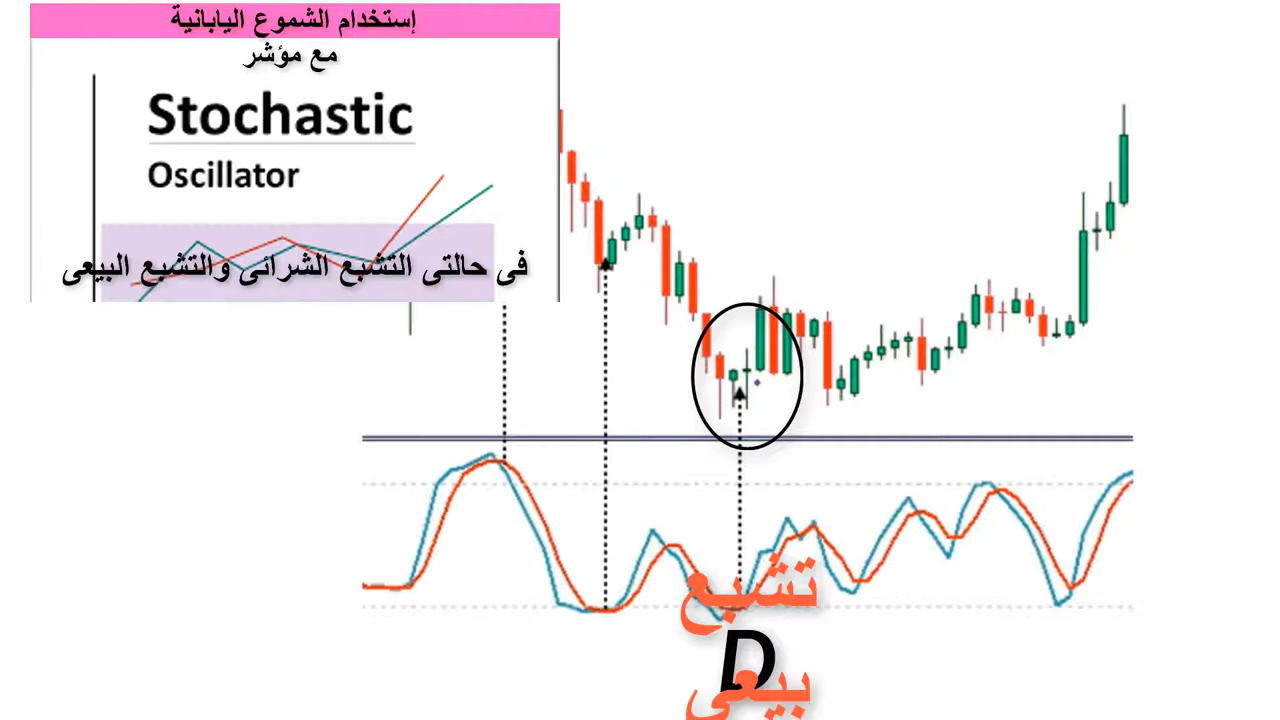 إستخدام الشموع اليابانية
مع مؤشر
Stochastic
Oscillator
فى حالتى التشبع الشرائى والتشبع البيعى
تشبع
D
بيعى